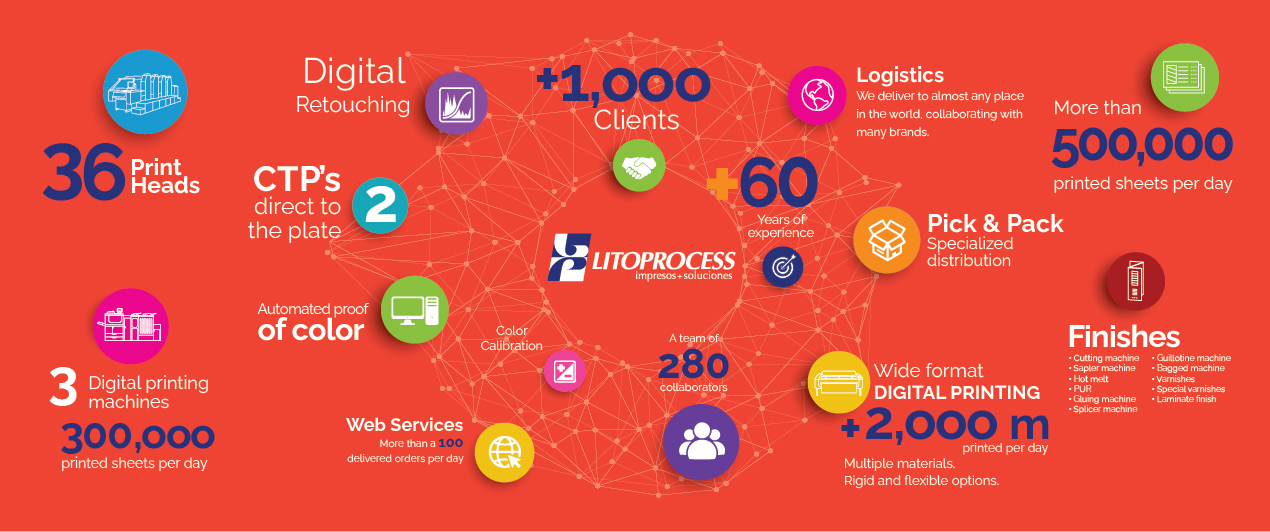 36 Print
Heads
3 Digital printing
machines
300,000
printed sheets per day
Digital
Retouching
CTP's
direct to
the plate
2
Automated proof
of color
Web Services
More than a 100
delivered orders per day
+1,000
Clients
+60
Years of
experience
LITOPROCESS
impresos+soluciones
Color
Calibration
A team of
280
collaborators
Logistics
We deliver to almost any place
in the world, collaborating with
many brands.
Pick & Pack
Specialized
distribution
Wide format
DIGITAL PRINTING
+2,000 m
printed per day
Multiple materials.
Rigid and flexible options.
More than
500,000
printed sheets per day
Finishes
• Cutting machine
• Sapler machine
• Hot melt
• PUR
• Gluing machine
• Splicer machine
• Guillotine machine
• Bagged machine
• Varnishes
• Special varnishes
• Laminate finish